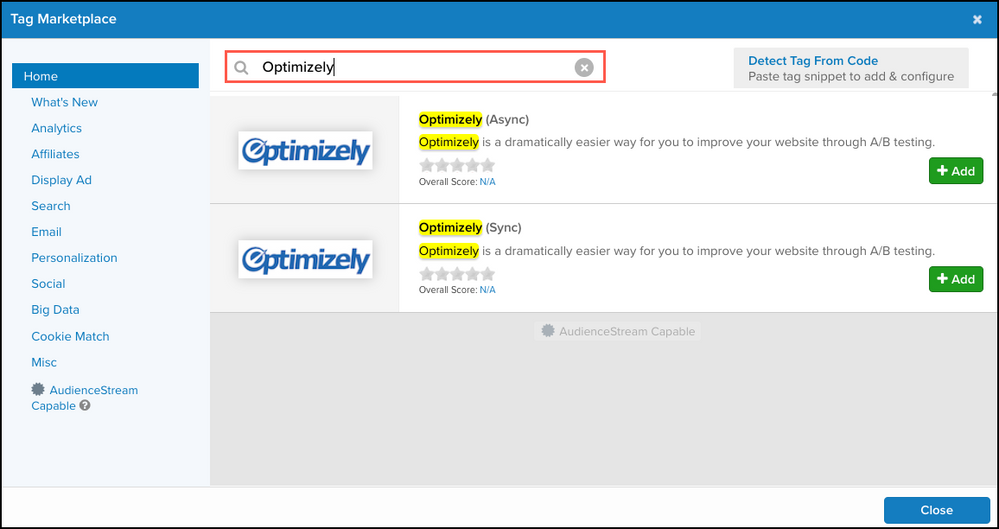 Tag Marketplace
Optimizely
Detect Tag From Code
Paste tag snippet to add & configure
Home
What's New
Analytics
Affiliates
Display Ad
Search
Email
Personalization
Social
Big Data
Cookie Match
Misc
AudienceStream
Capable ?
Optimizely
Optimizely (Async)
Optimizely is a dramatically easier way for you to improve your website through A/B testing.
Overall Score: N/A
+ Add
Optimizely
Optimizely (Sync)
Optimizely is a dramatically easier way for you to improve your website through A/B testing.
Overall Score: N/A
+ Add
AudienceStream Capable
Close